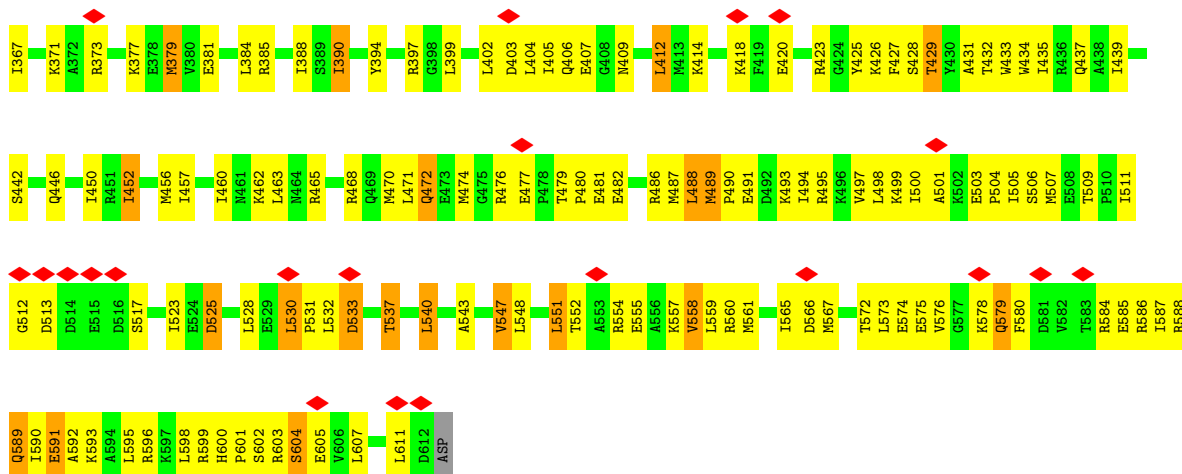 I367 K371 A372 R373 K377 E378 M379 V380 E381 L384 R385 I388 S389 I390 Y394 R397 G398 L399 L402 D403 L404 I405 Q406 E407 G408 N409 L412 M413 K414 K418 F419 E420 R423 G424 Y425 K426 F427 S428 T429 Y430 A431 T432 W433 W434 I435 R436 Q437 A438 I439
S442 Q446 I450 R451 I452 M456 I457 I460 N461 K462 L463 N464 R465 R468 Q469 M470 L471 Q472 E473 M474 G475 R476 E477 P478 T479 P480 E481 E482 R486 M487 L488 M489 P490 E491 D492 K493 I494 R495 K496 V497 L498 K499 I500 A501 K502 E503 P504 I505 S506 M507 E508 T509 P510 I511
G512 D513 D514 E515 D516 S517 I523 E524 D525 L528 E529 L530 P531 L532 D533 T537 L540 A543 V547 L548 L551 T552 A553 R554 E555 A556 K557 V558 L559 R560 M561 I565 D566 M567 T572 L573 E574 E575 V576 G577 K578 Q579 F580 D581 V582 T583 R584 E585 R586 I587 R588
Q589 I590 E591 A592 K593 A594 L595 R596 K597 L598 R599 H600 P601 S602 R603 S604 E605 V606 L607 L611 D612 ASP